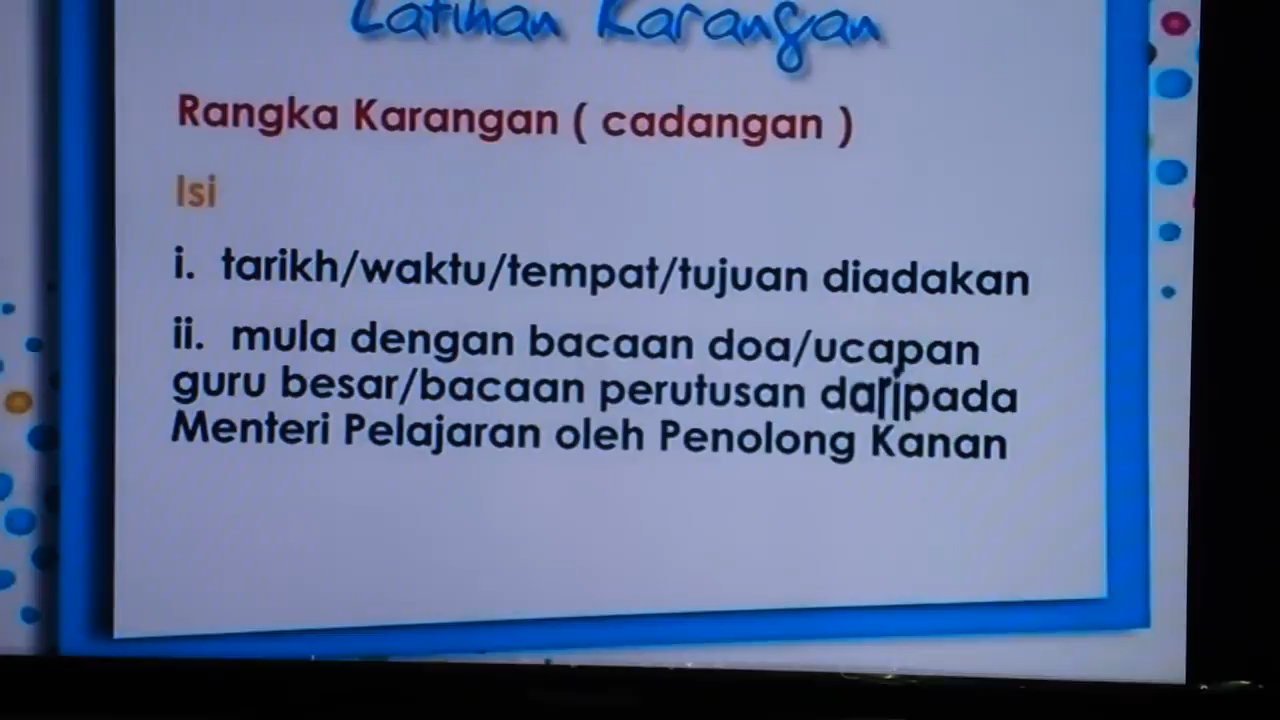 Latihan Karangan
Rangka Karangan ( cadangan )
Isi
i. tarikh/waktu/tempat/tujuan diadakan
ii. mula dengan bacaan doa/ucapan
guru besar/bacaan perutusan daripada
Menteri Pelajaran oleh Penolong Kanan